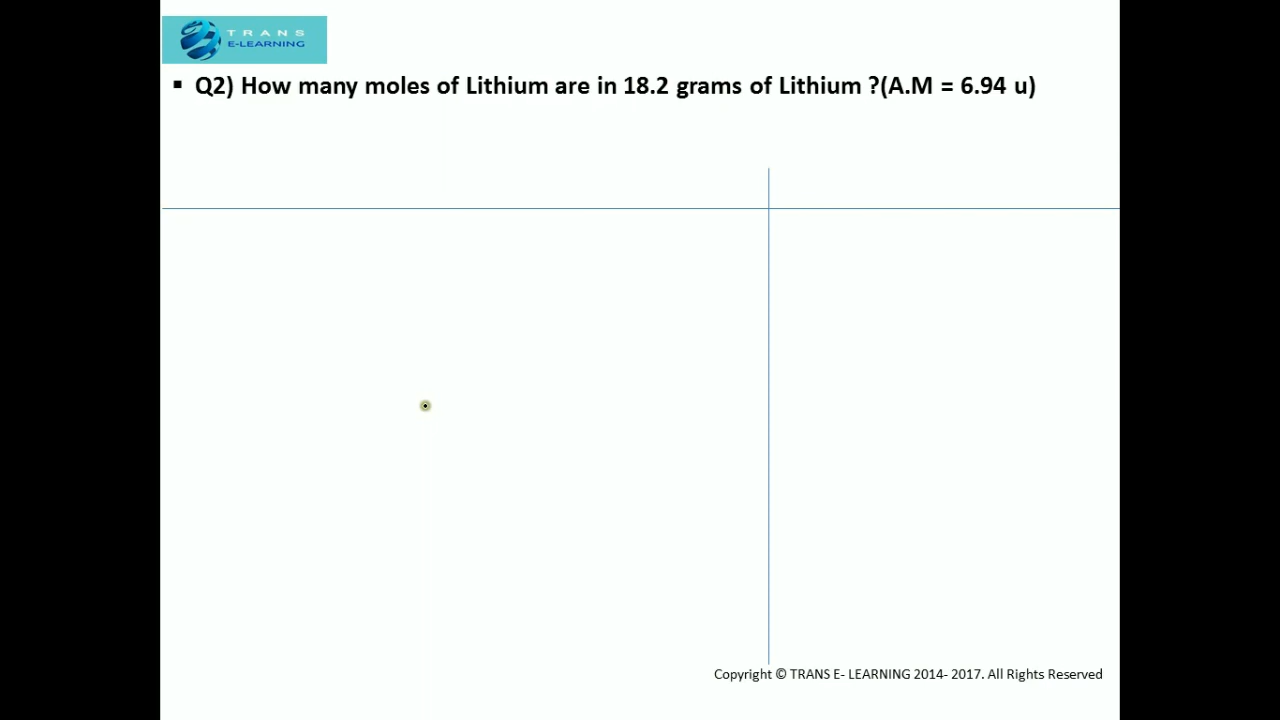 TRANS
E-LEARNING
▪ Q2) How many moles of Lithium are in 18.2 grams of Lithium ?(A.M = 6.94 u)
Copyright © TRANS E- LEARNING 2014- 2017. All Rights Reserved